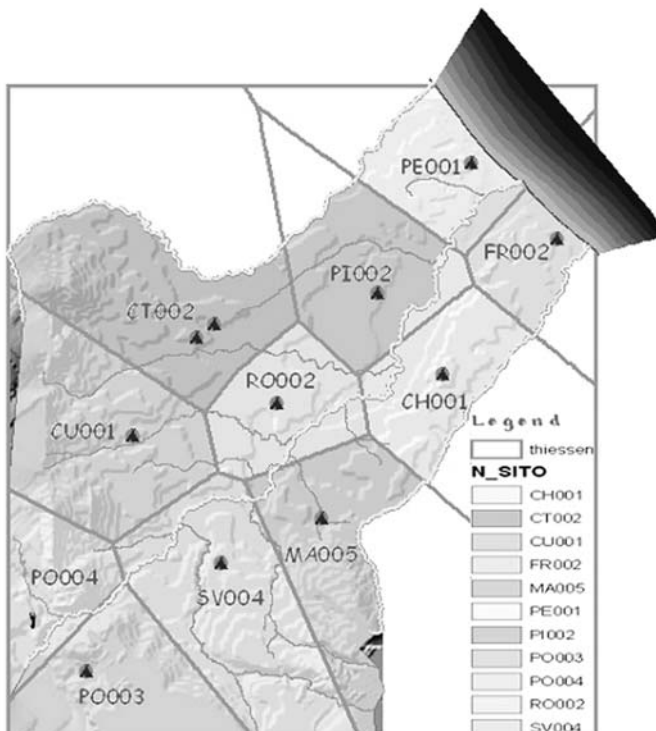 PE001
FR002
PI002
CT002
RO002
CH001
CU001
MA005
PO004
SV004
PO003
Legend
thiessen
N_SITO
CH001
CT002
CU001
FR002
MA005
PE001
PI002
PO003
PO004
RO002
SV004